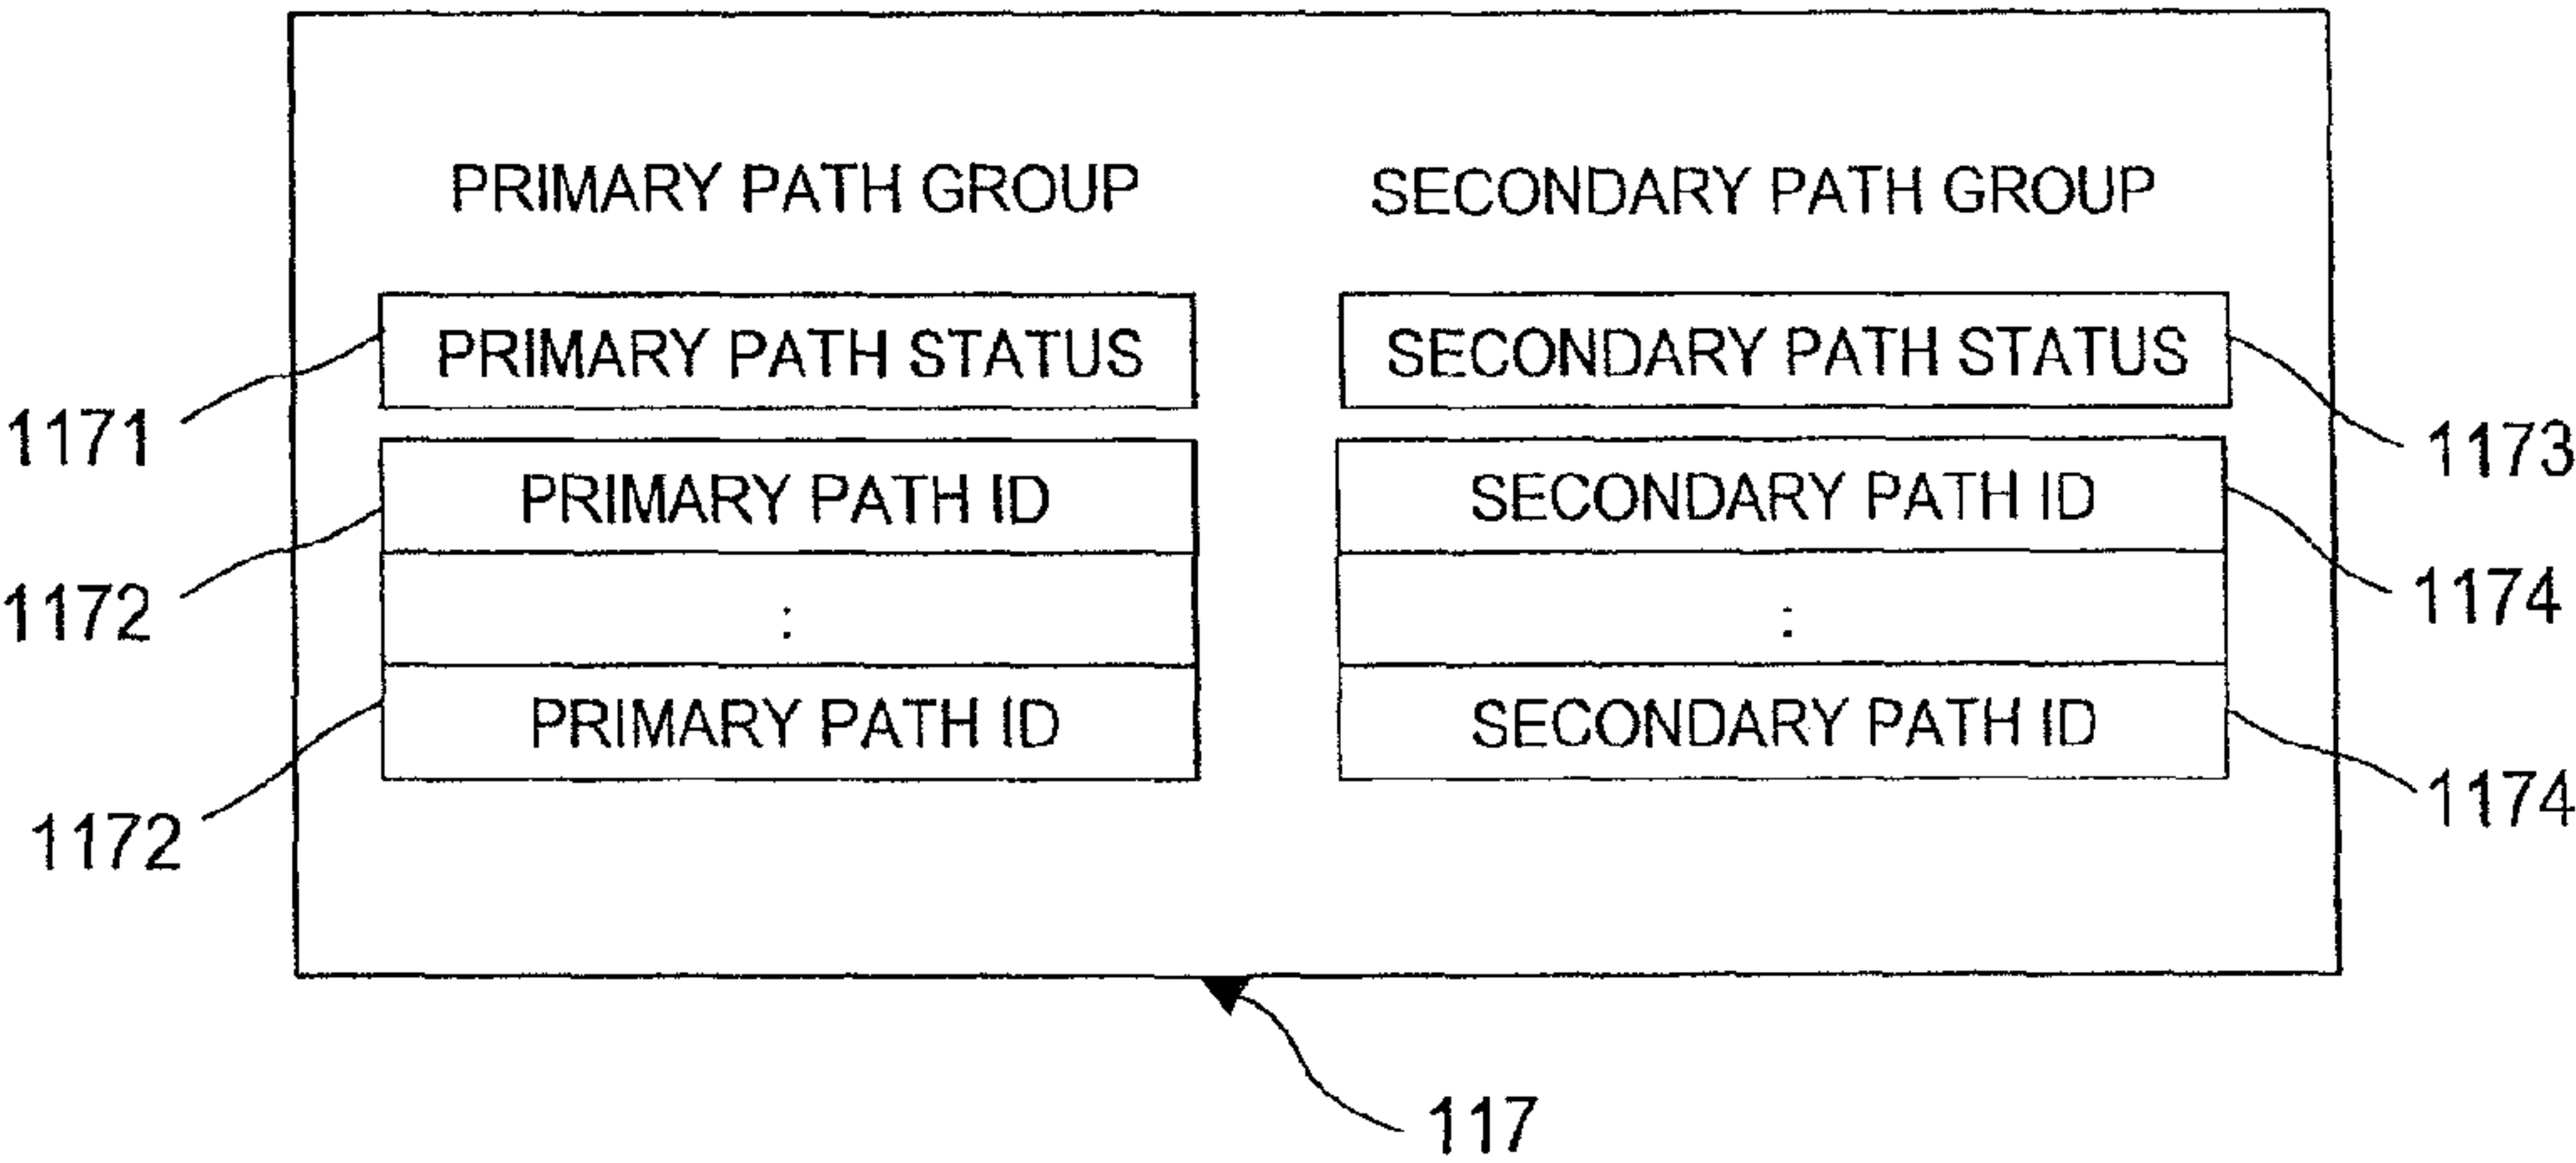 PRIMARY PATH GROUP SECONDARY PATH GROUP
PRIMARY PATH STATUS SECONDARY PATH STATUS
1171 1173
PRIMARY PATH ID SECONDARY PATH ID
1172 : : 1174
PRIMARY PATH ID SECONDARY PATH ID
1172 1174
117